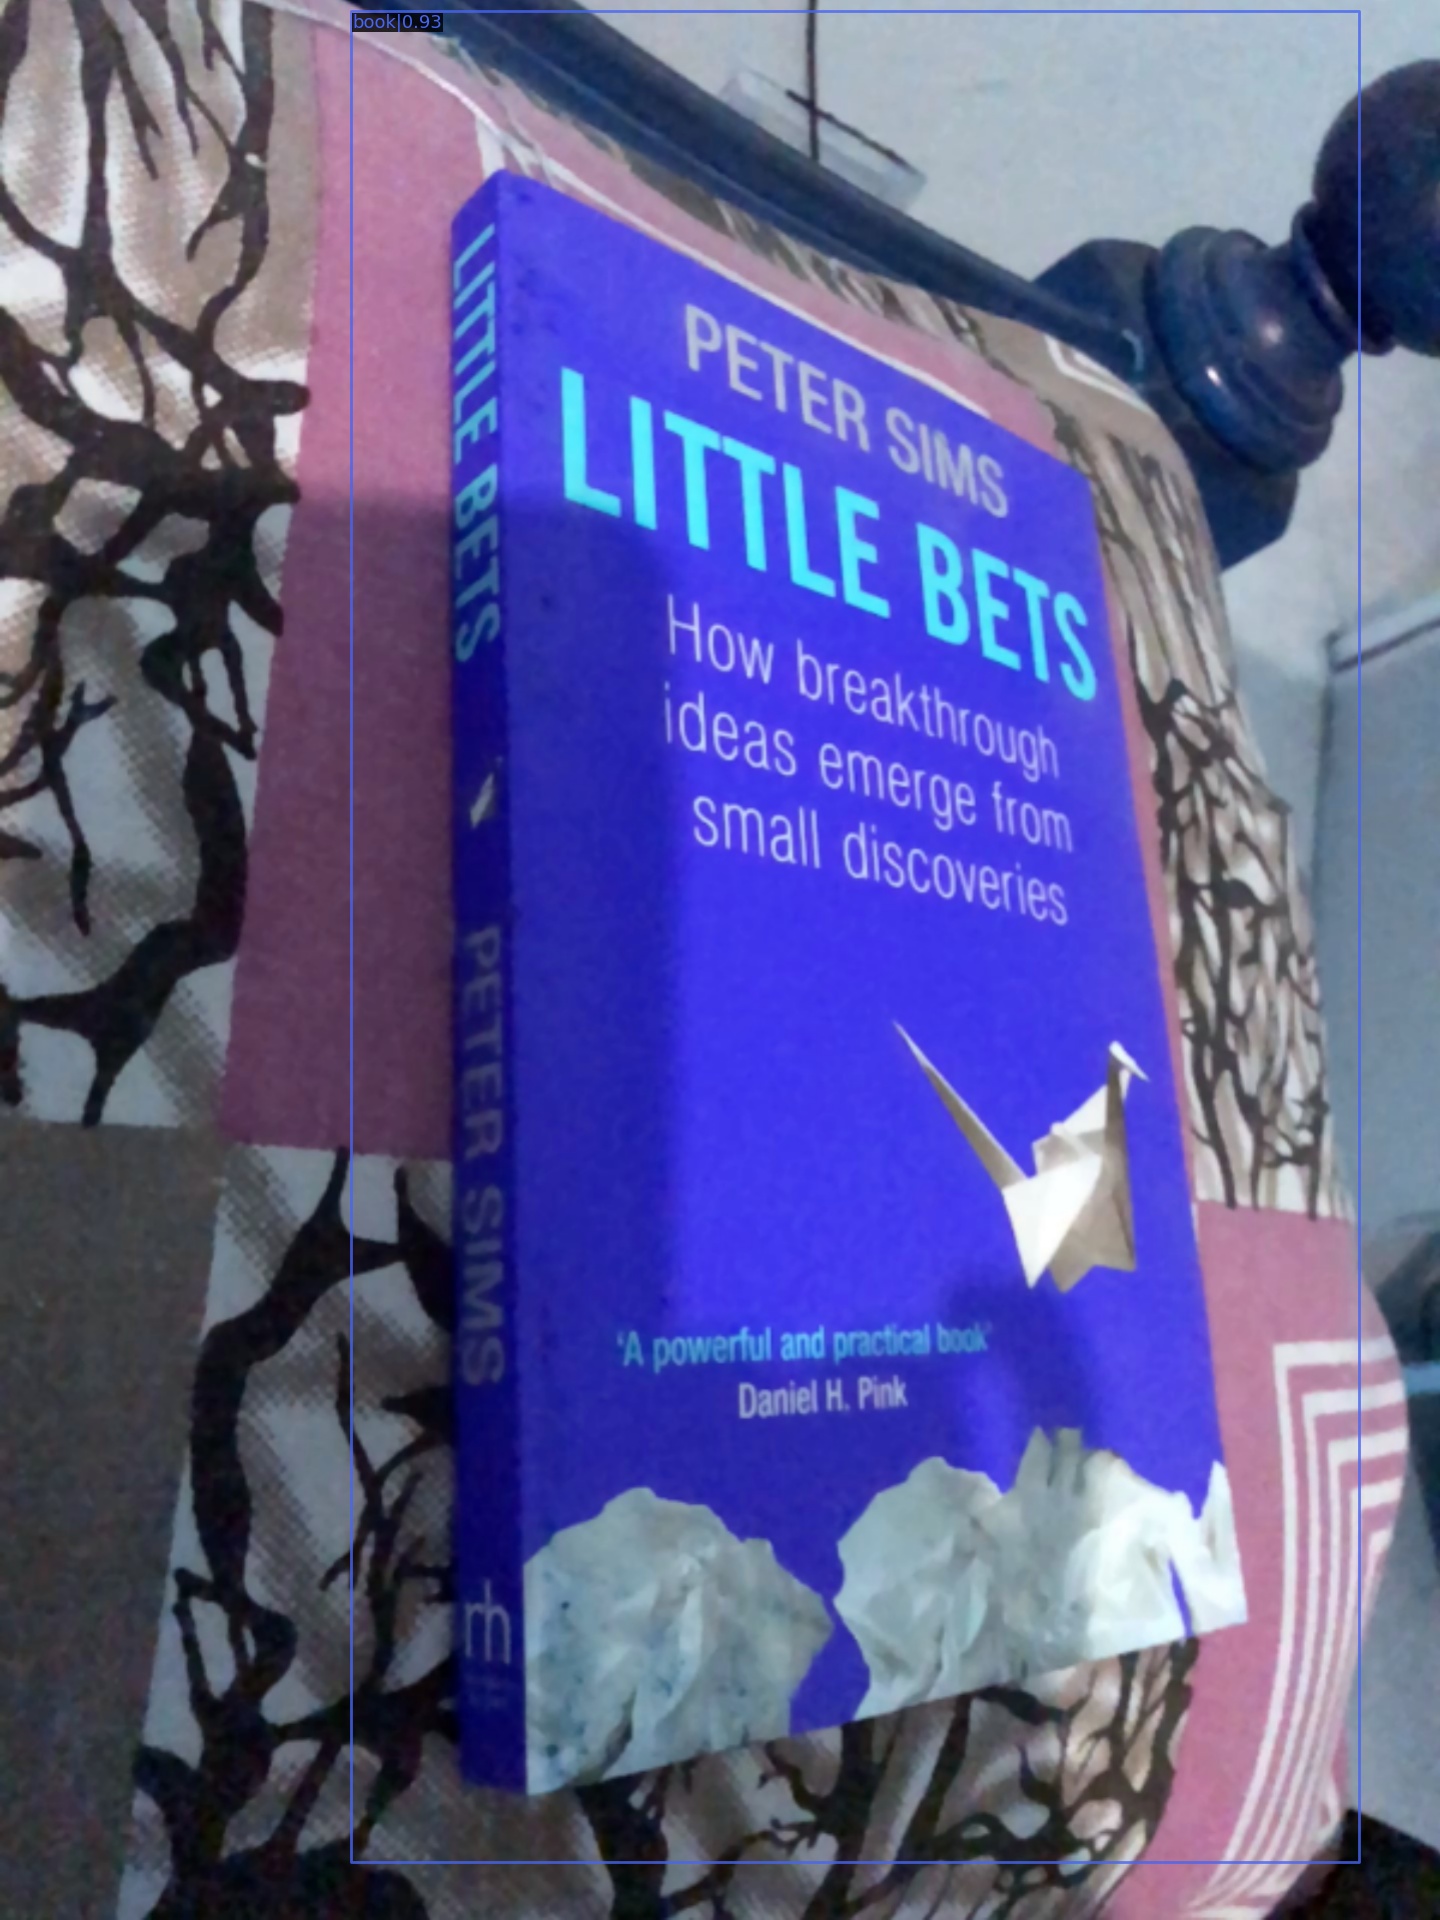 book|0.93
PETER SIMS
LITTLE BETS
How breakthrough
ideas emerge from
small discoveries
'A powerful and practical book'
Daniel H. Pink
LITTLE BETS
PETER SIMS
rh